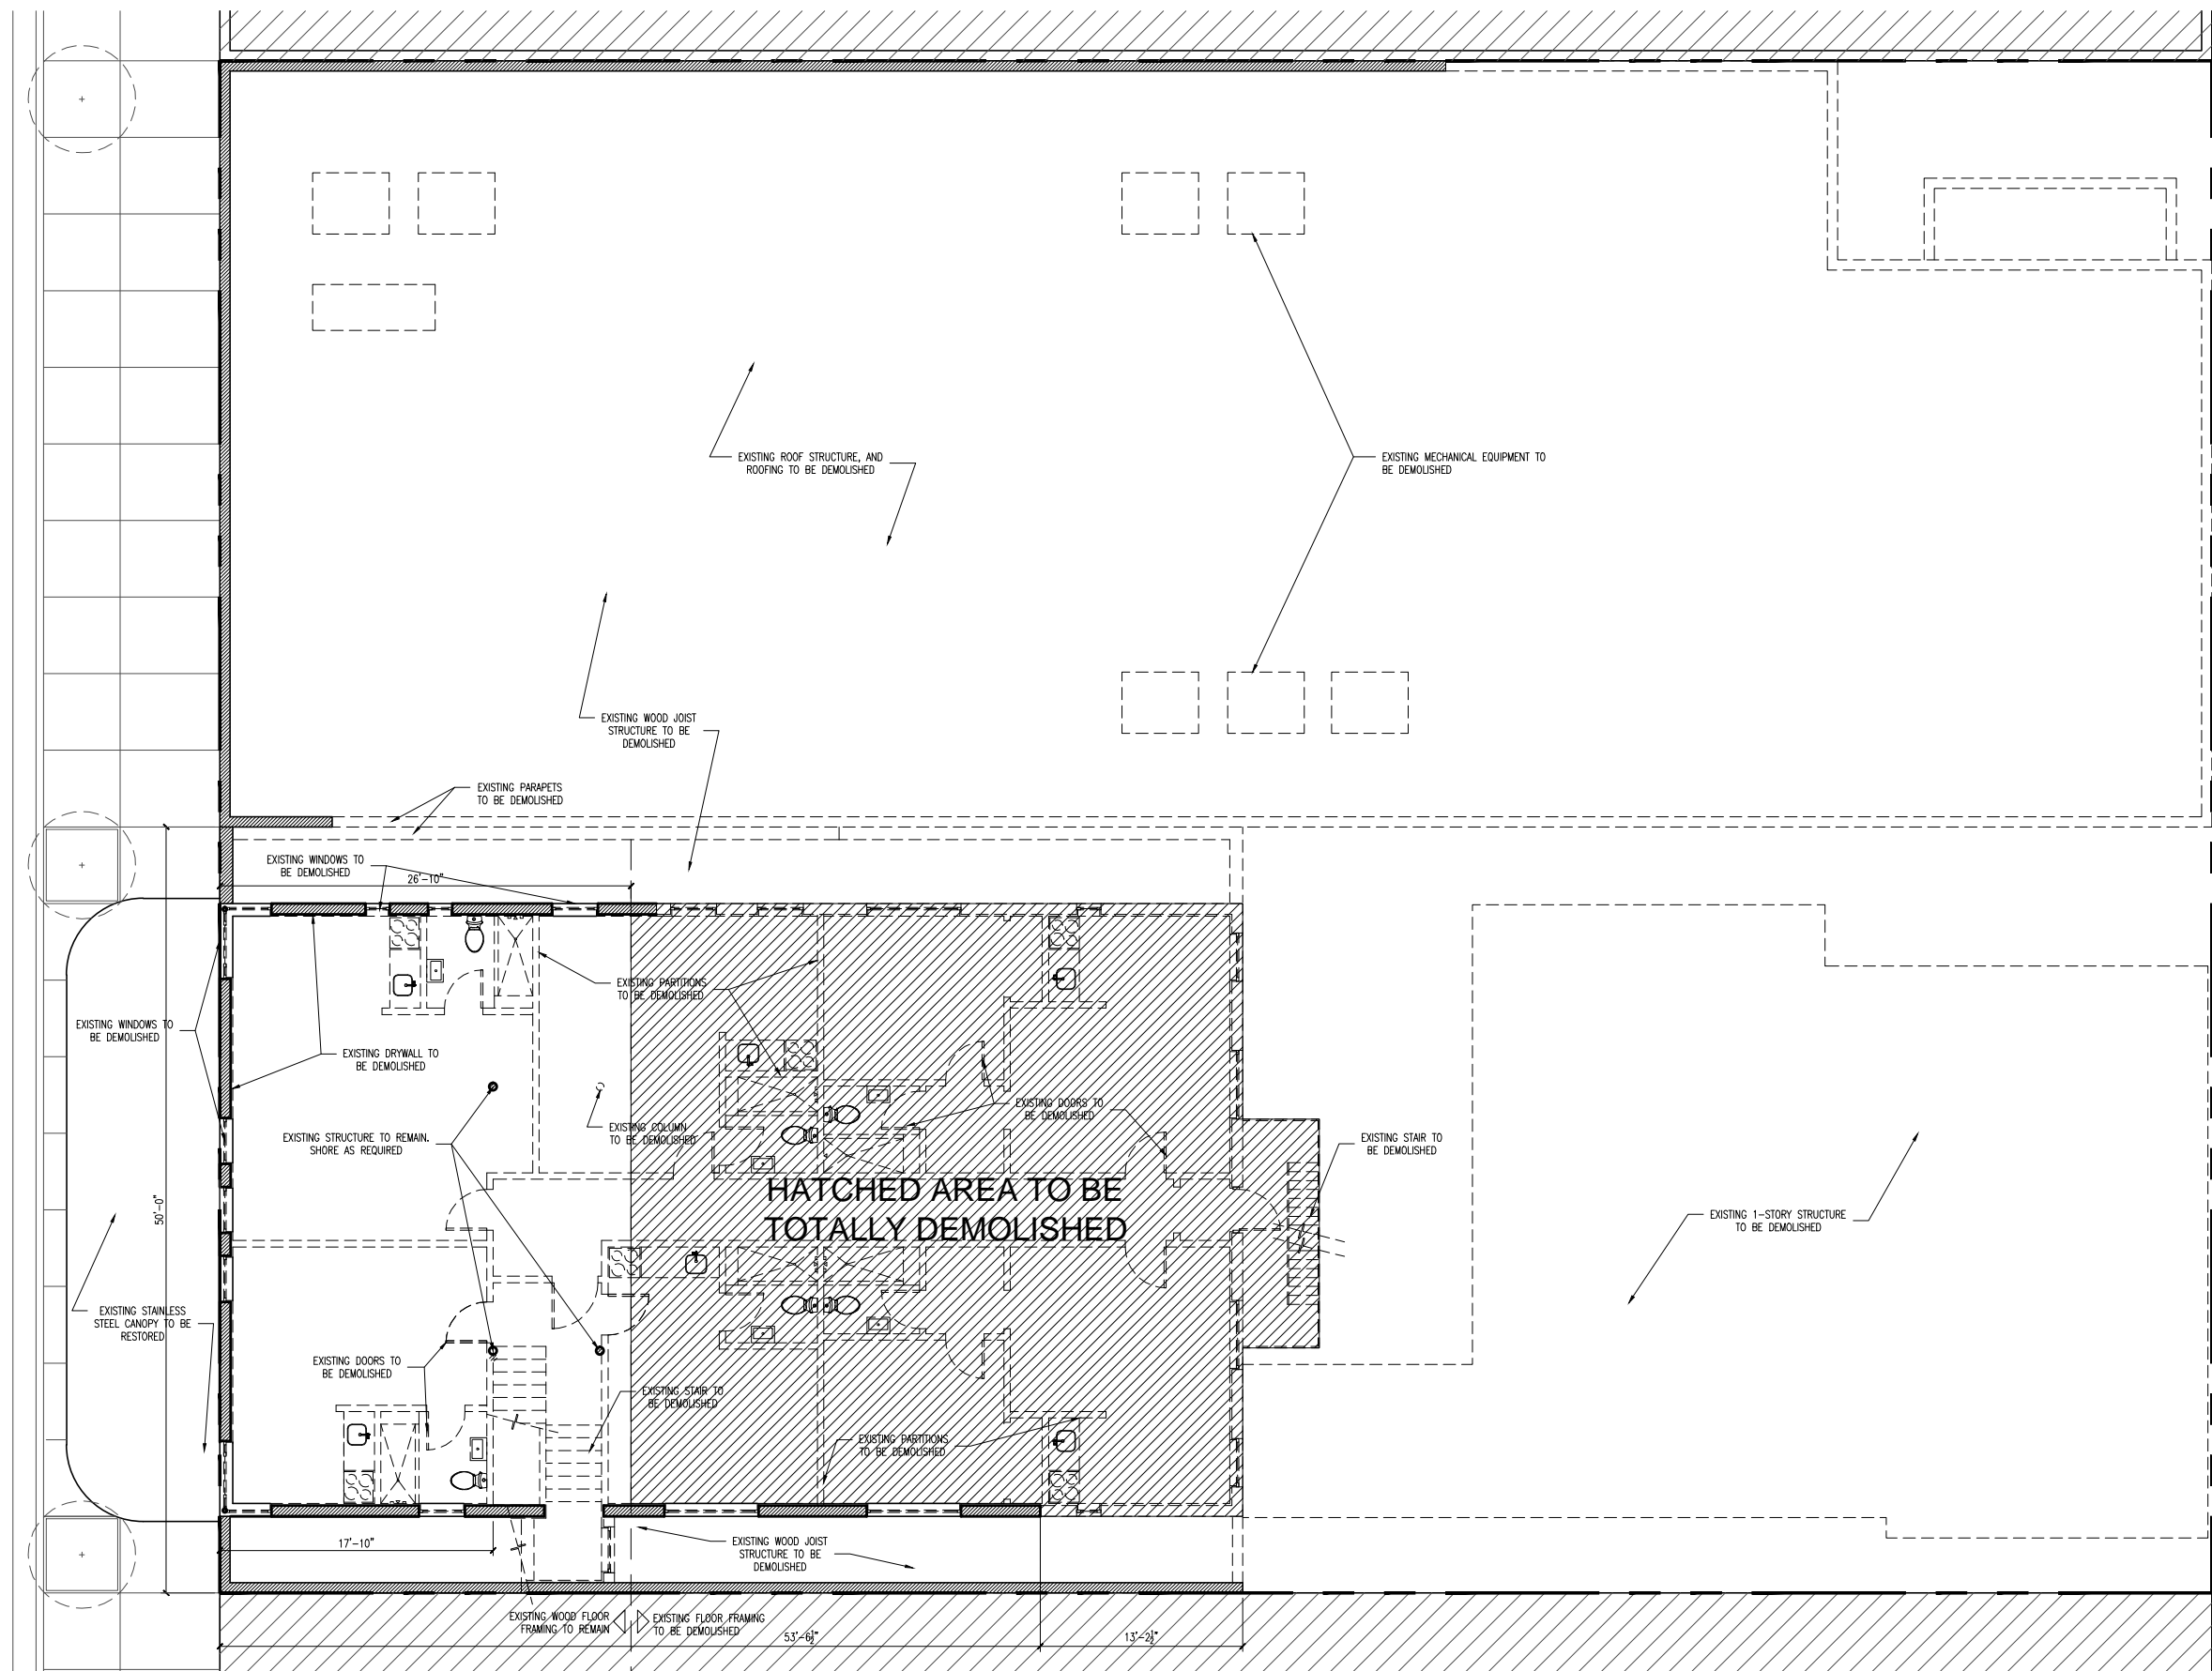 EXISTING ROOF STRUCTURE, AND
ROOFING TO BE DEMOLISHED
EXISTING MECHANICAL EQUIPMENT TO
BE DEMOLISHED
EXISTING WOOD JOIST
STRUCTURE TO BE
DEMOLISHED
EXISTING PARAPETS
TO BE DEMOLISHED
EXISTING WINDOWS TO
BE DEMOLISHED
26'-10"
EXISTING PARTITIONS
TO BE DEMOLISHED
EXISTING WINDOWS TO
BE DEMOLISHED
EXISTING DRYWALL TO
BE DEMOLISHED
EXISTING DOORS TO
BE DEMOLISHED
EXISTING COLUMN
TO BE DEMOLISHED
EXISTING STRUCTURE TO REMAIN.
SHORE AS REQUIRED
EXISTING STAIR TO
BE DEMOLISHED
HATCHED AREA TO BE
TOTALLY DEMOLISHED
50'-0"
EXISTING 1-STORY STRUCTURE
TO BE DEMOLISHED
EXISTING STAINLESS
STEEL CANOPY TO BE
RESTORED
EXISTING DOORS TO
BE DEMOLISHED
EXISTING STAIR TO
BE DEMOLISHED
EXISTING PARTITIONS
TO BE DEMOLISHED
17'-10"
EXISTING WOOD JOIST
STRUCTURE TO BE
DEMOLISHED
EXISTING WOOD FLOOR
FRAMING TO REMAIN
EXISTING FLOOR FRAMING
TO BE DEMOLISHED
53'-6½"
13'-2½"